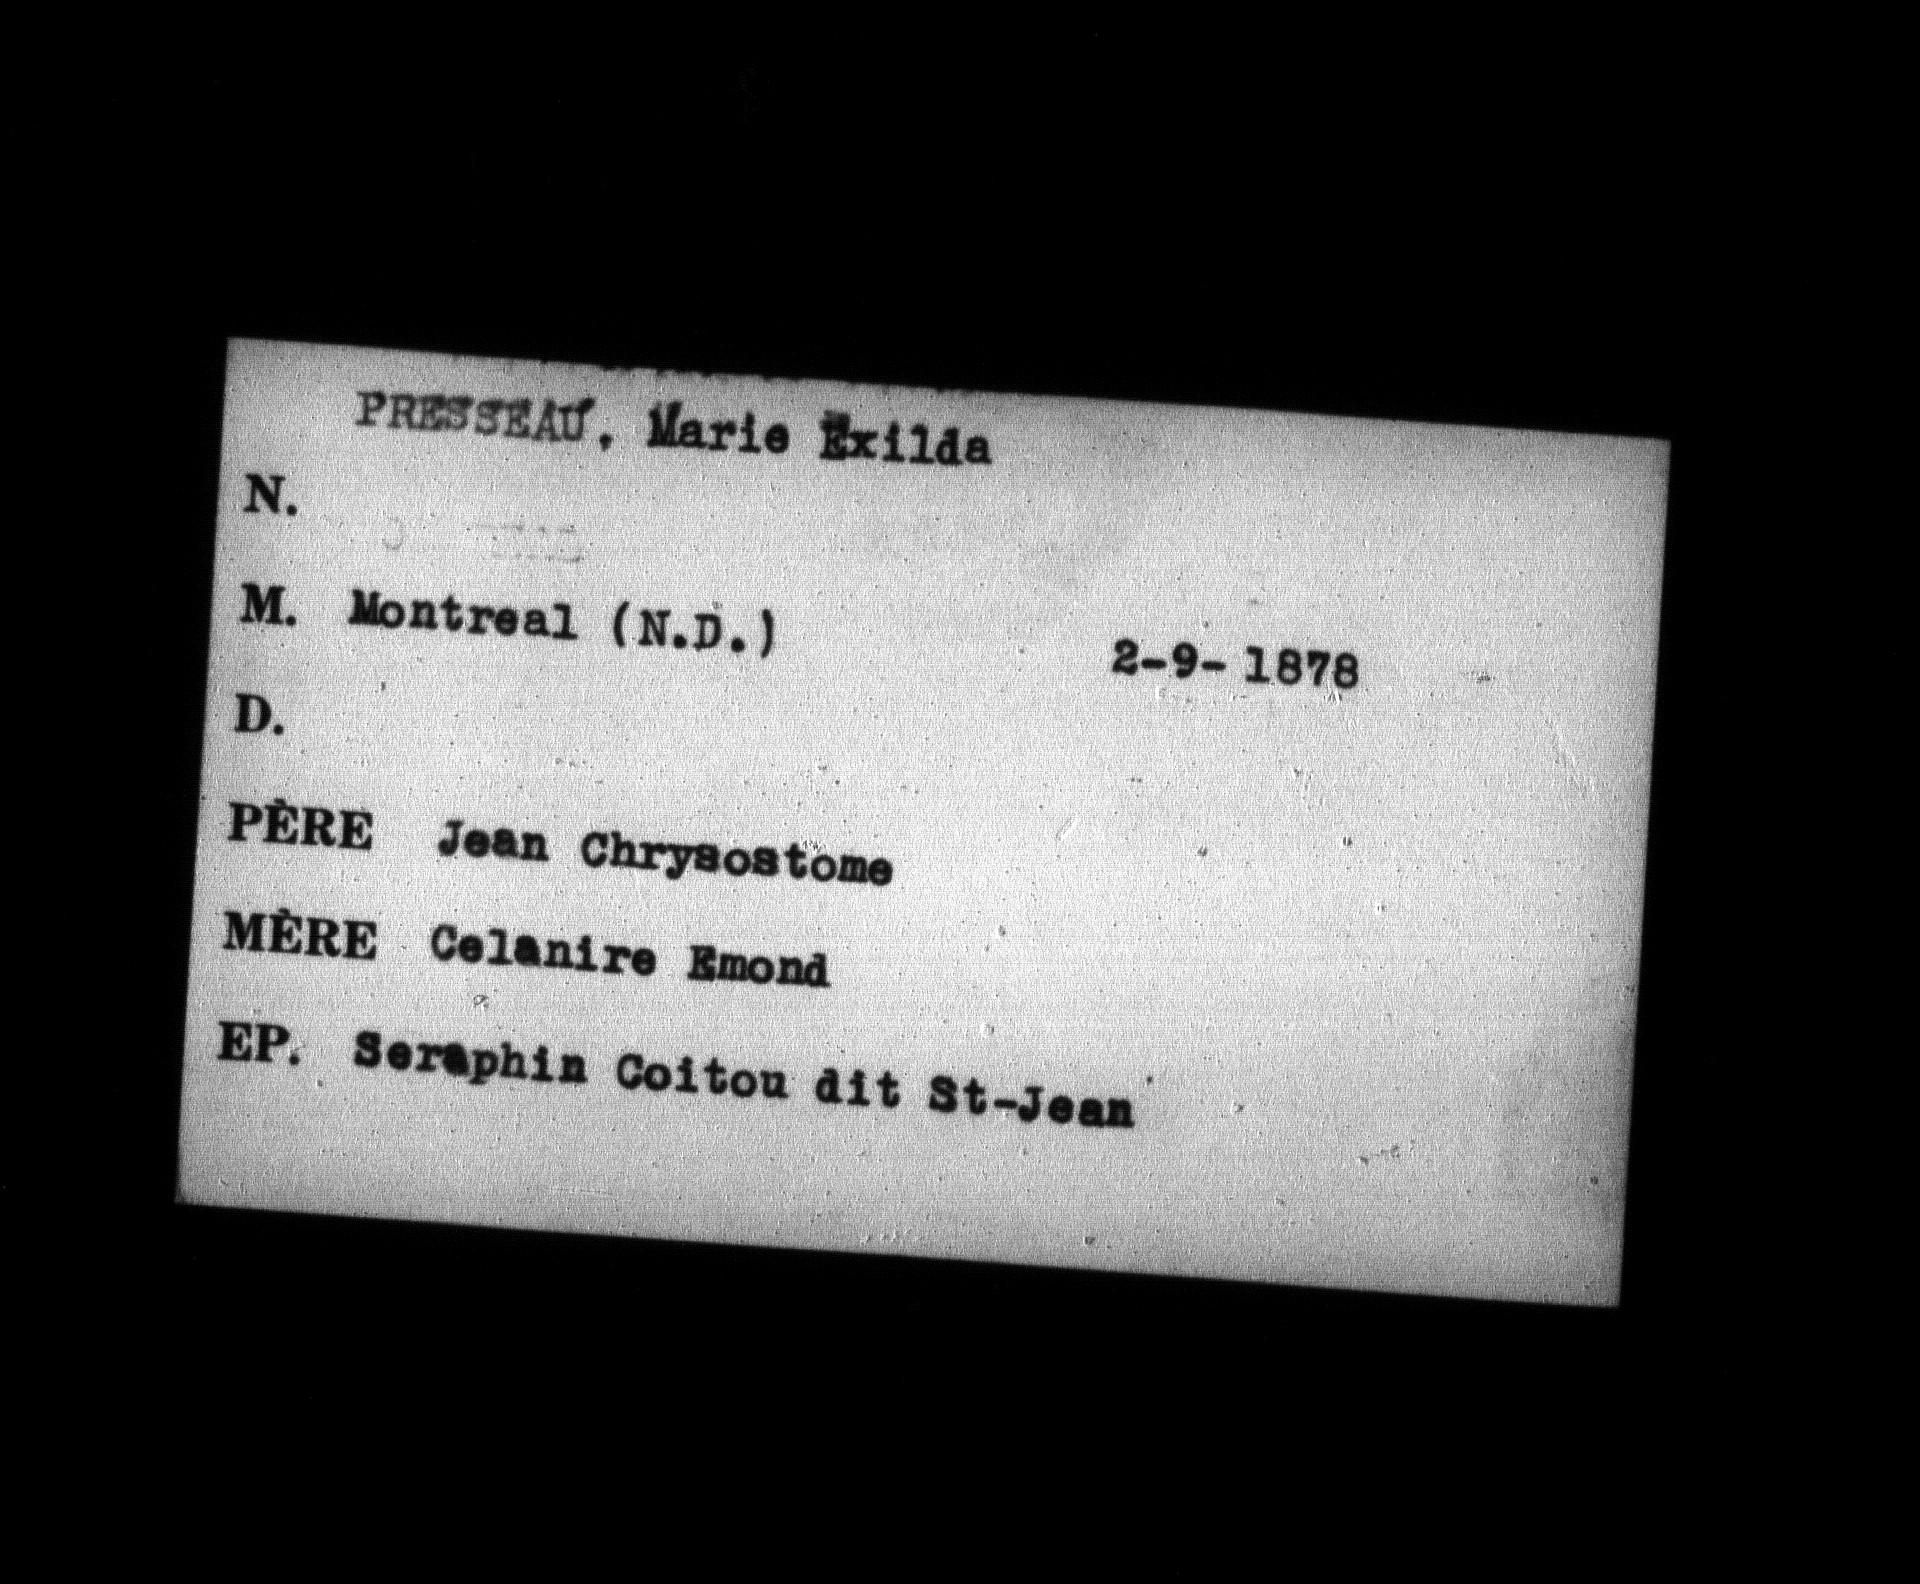 PRESSEAU, Marie Exilda
N.
M. Montreal (N.D.) 2-9-1878
D.
PÈRE Jean Chrysostome
MÈRE Celanire Emond
EP. Seraphin Coitou dit St-Jean